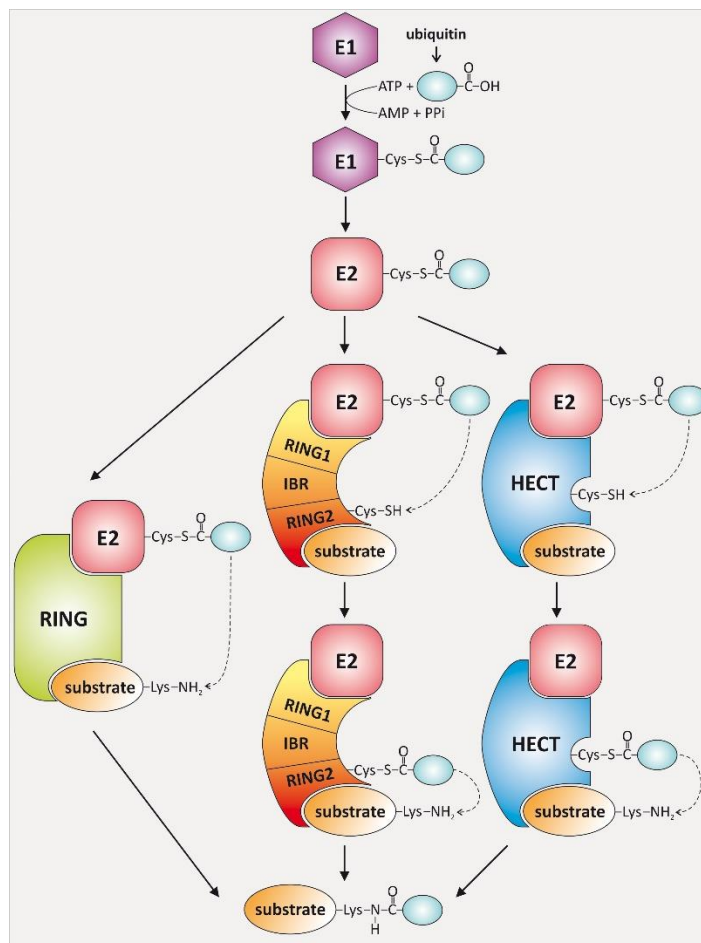 E1
ubiquitin
ATP +
O
C-OH
AMP + PPi
E1
Cys-S-C
O
E2
Cys-S-C
O
E2
Cys-S-C
O
RING1
IBR
RING2
Cys-SH
substrate
E2
Cys-S-C
O
HECT
Cys-SH
substrate
E2
Cys-S-C
O
RING
substrate
Lys-NH₂
E2
RING1
IBR
RING2
Cys-S-C
O
substrate
Lys-NH₂
E2
HECT
Cys-S-C
O
substrate
Lys-NH₂
substrate
Lys-N-C
H
O